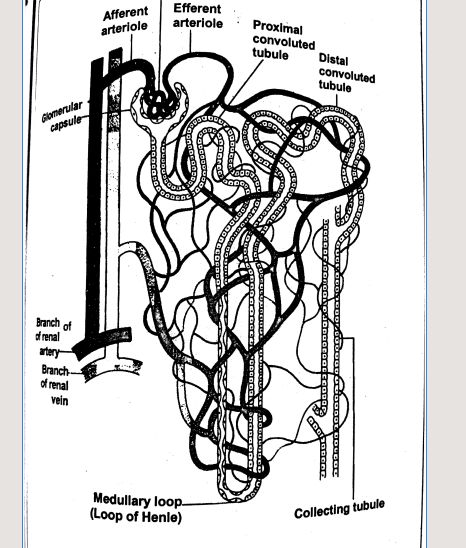 Afferent
arteriole
Efferent
arteriole
Proximal
convoluted
tubule
Distal
convoluted
tubule
Glomerular
capsule
Branch of
of renal
artery
Branch
of renal
vein
Medullary loop
(Loop of Henle)
Collecting tubule